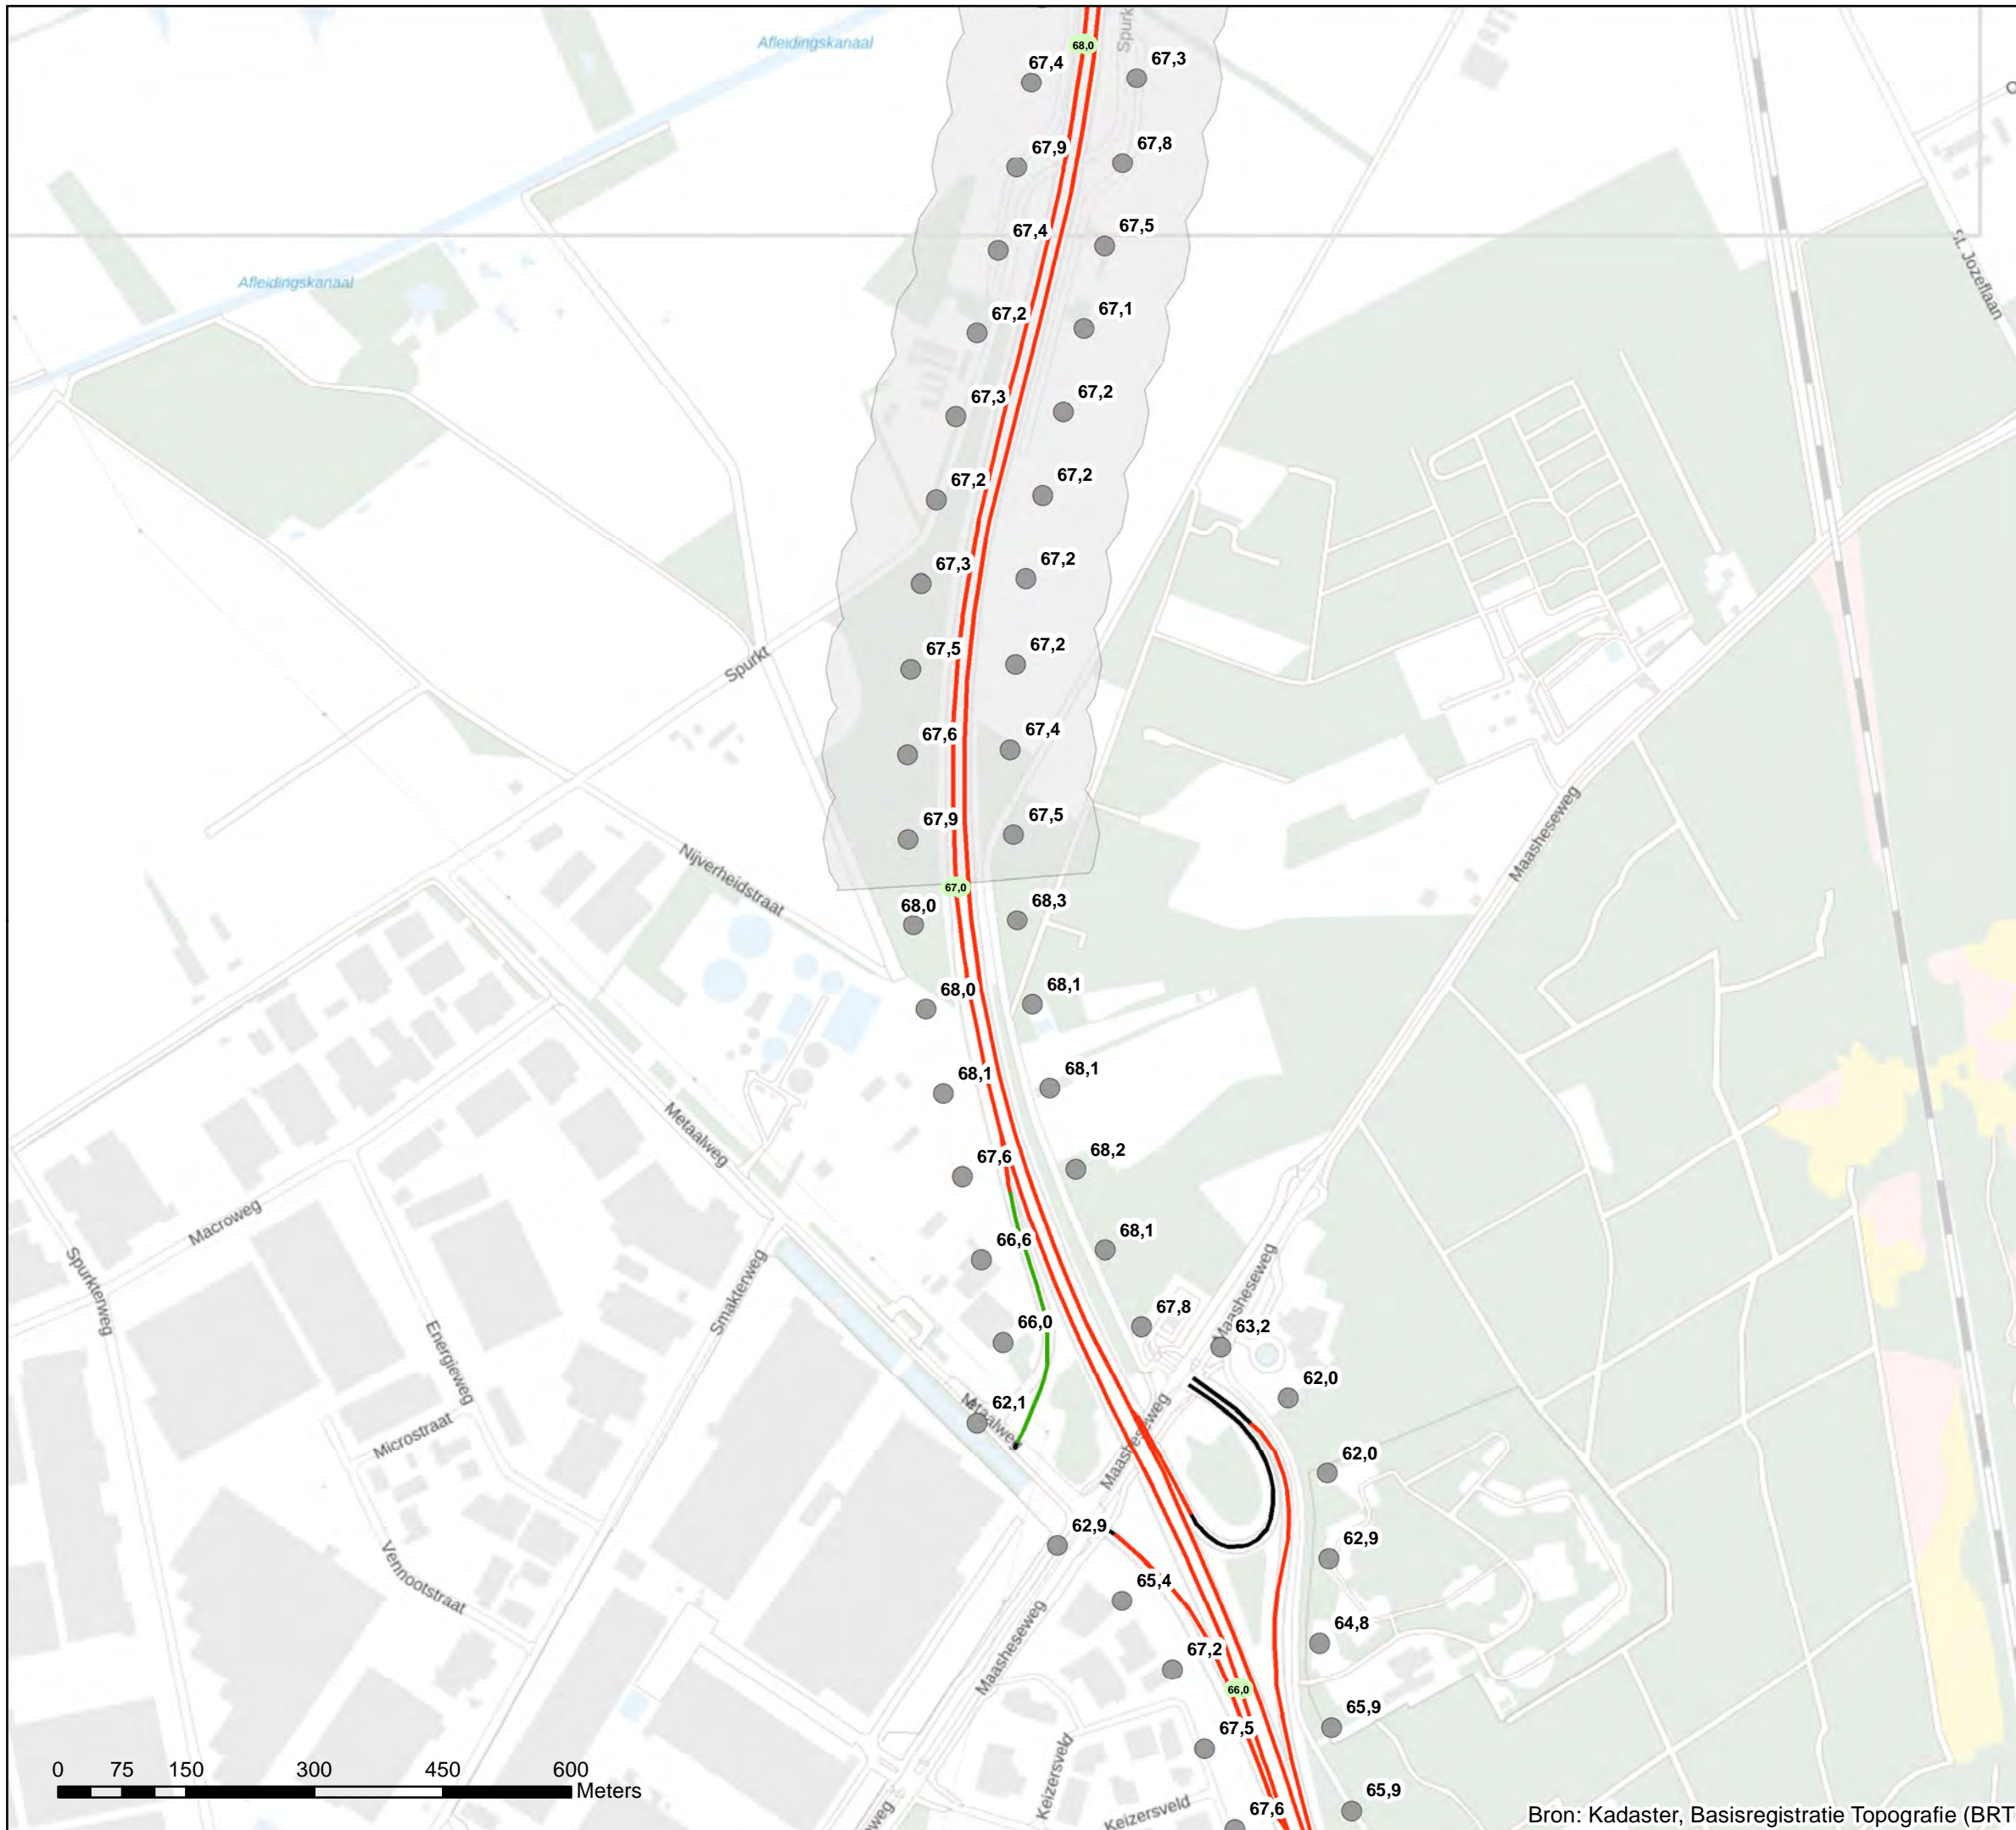 Afleidingskanaal
68,0
Spurk
67,4
67,3
67,9
67,8
67,4
67,5
St. Jozeflaan
Afleidingskanaal
67,2
67,1
67,3
67,2
67,2
67,2
67,3
67,2
Spurkt
67,5
67,2
67,6
67,4
67,9
67,5
Maasheseweg
Nijverheidstraat
67,0
68,0
68,3
68,0
68,1
68,1
68,1
Metaalweg
67,6
68,2
Macroweg
Spurkterweg
66,6
68,1
Smakterweg
Maasheseweg
Energieweg
66,0
67,8
63,2
62,0
62,1
Metaalweg
Maasheseweg
Microstraat
62,0
62,9
62,9
Vennootstraat
65,4
Maasheseweg
67,2
64,8
66,0
67,5
65,9
Keizersveld
65,9
67,6
Keizersveld
weg
0 75 150 300 450 600
Meters
Bron: Kadaster, Basisregistratie Topografie (BRT